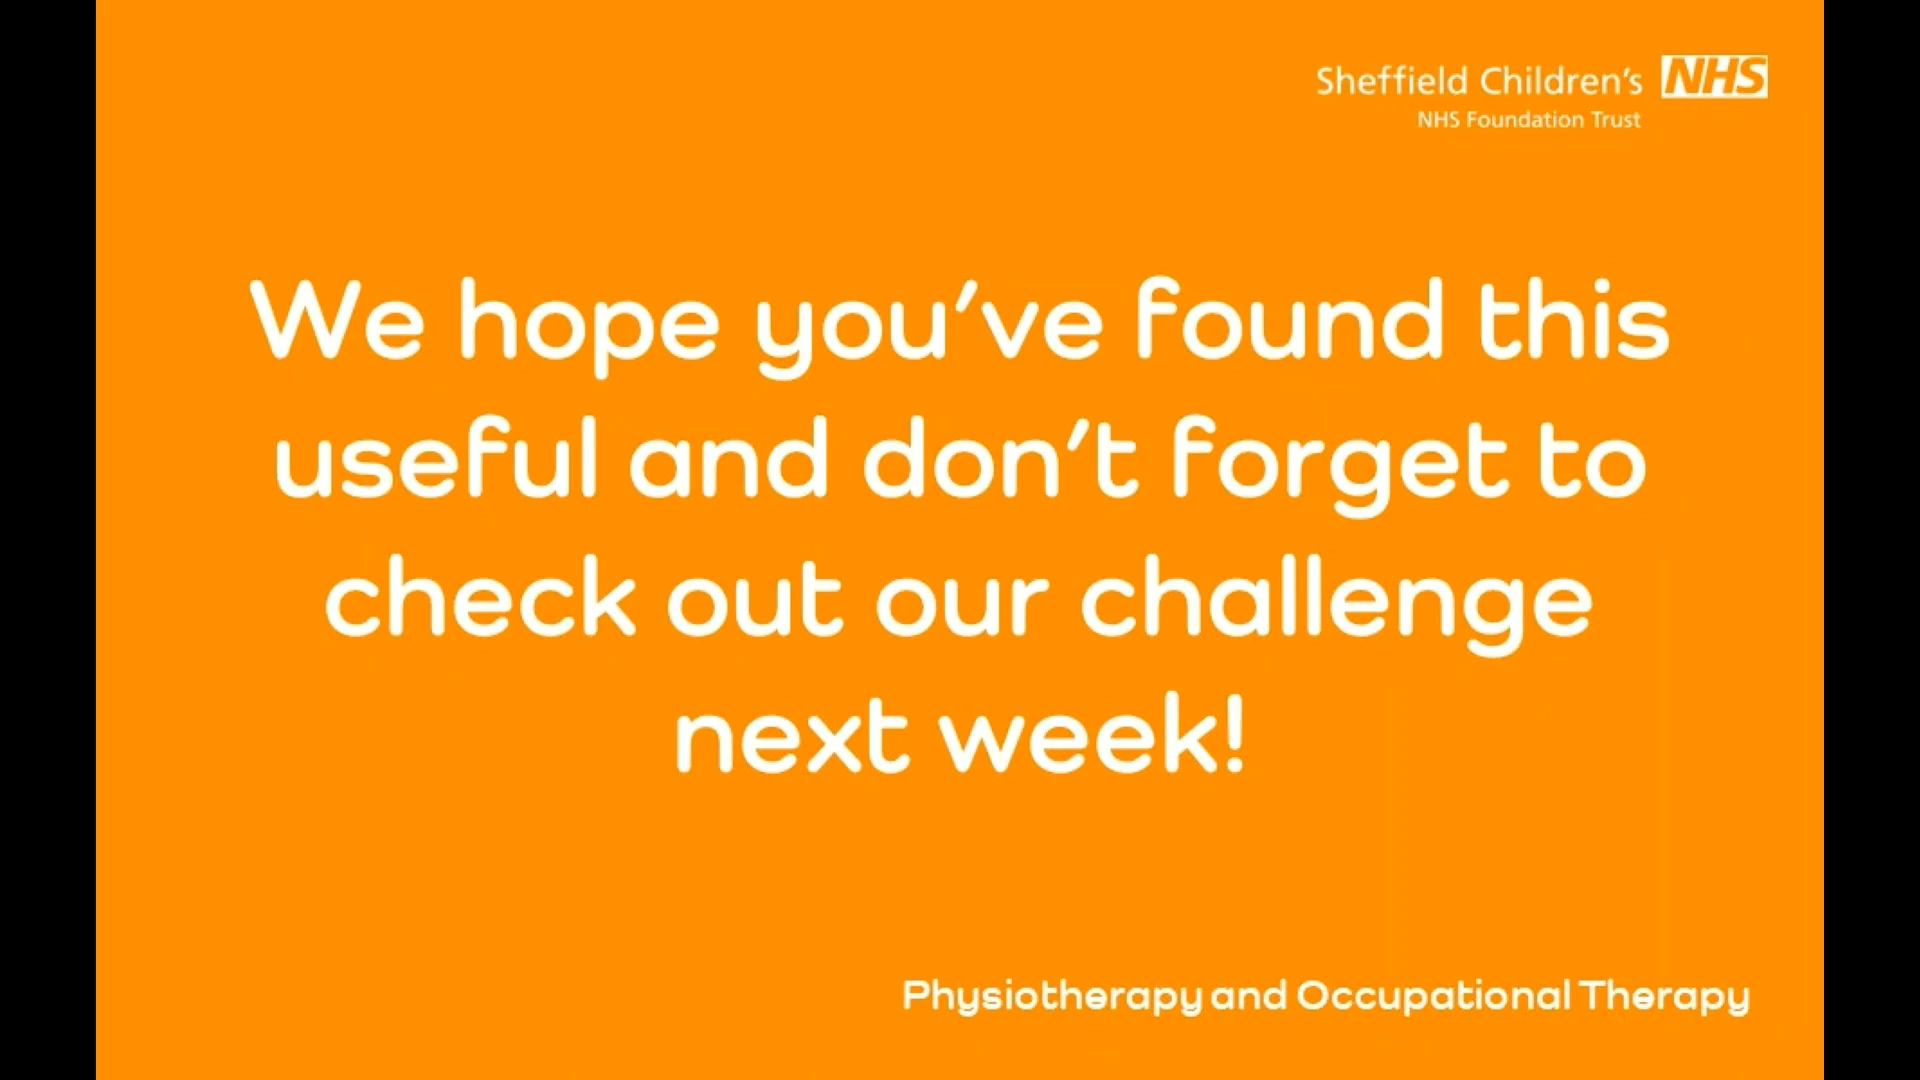 Sheffield Children's NHS
NHS Foundation Trust
We hope you've found this
useful and don't forget to
check out our challenge
next week!
Physiotherapy and Occupational Therapy